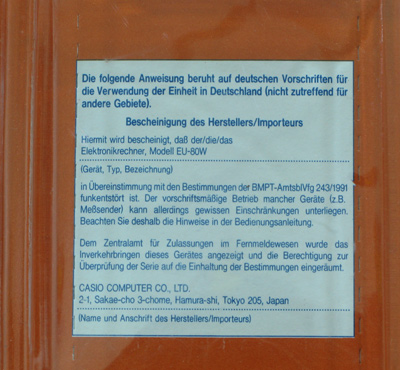 Die folgende Anweisung beruht auf deutschen Vorschriften für
die Verwendung der Einheit in Deutschland (nicht zutreffend für
andere Gebiete).
Bescheinigung des Herstellers/Importeurs
Hiermit wird bescheinigt, daß der/die/das
Elektronikrechner, Modell EU-80W
(Gerät, Typ, Bezeichnung)
in Übereinstimmung mit den Bestimmungen der BMPT-AmtsblVfg 243/1991
funkentstört ist. Der vorschriftsmäßige Betrieb mancher Geräte (z.B.
Meßsender) kann allerdings gewissen Einschränkungen unterliegen.
Beachten Sie deshalb die Hinweise in der Bedienungsanleitung.
Dem Zentralamt für Zulassungen im Fernmeldewesen wurde das
Inverkehrbringen dieses Gerätes angezeigt und die Berechtigung zur
Überprüfung der Serie auf die Einhaltung der Bestimmungen eingeräumt.
CASIO COMPUTER CO., LTD.
2-1, Sakae-cho 3-chome, Hamura-shi, Tokyo 205, Japan
(Name und Anschrift des Herstellers/Importeurs)